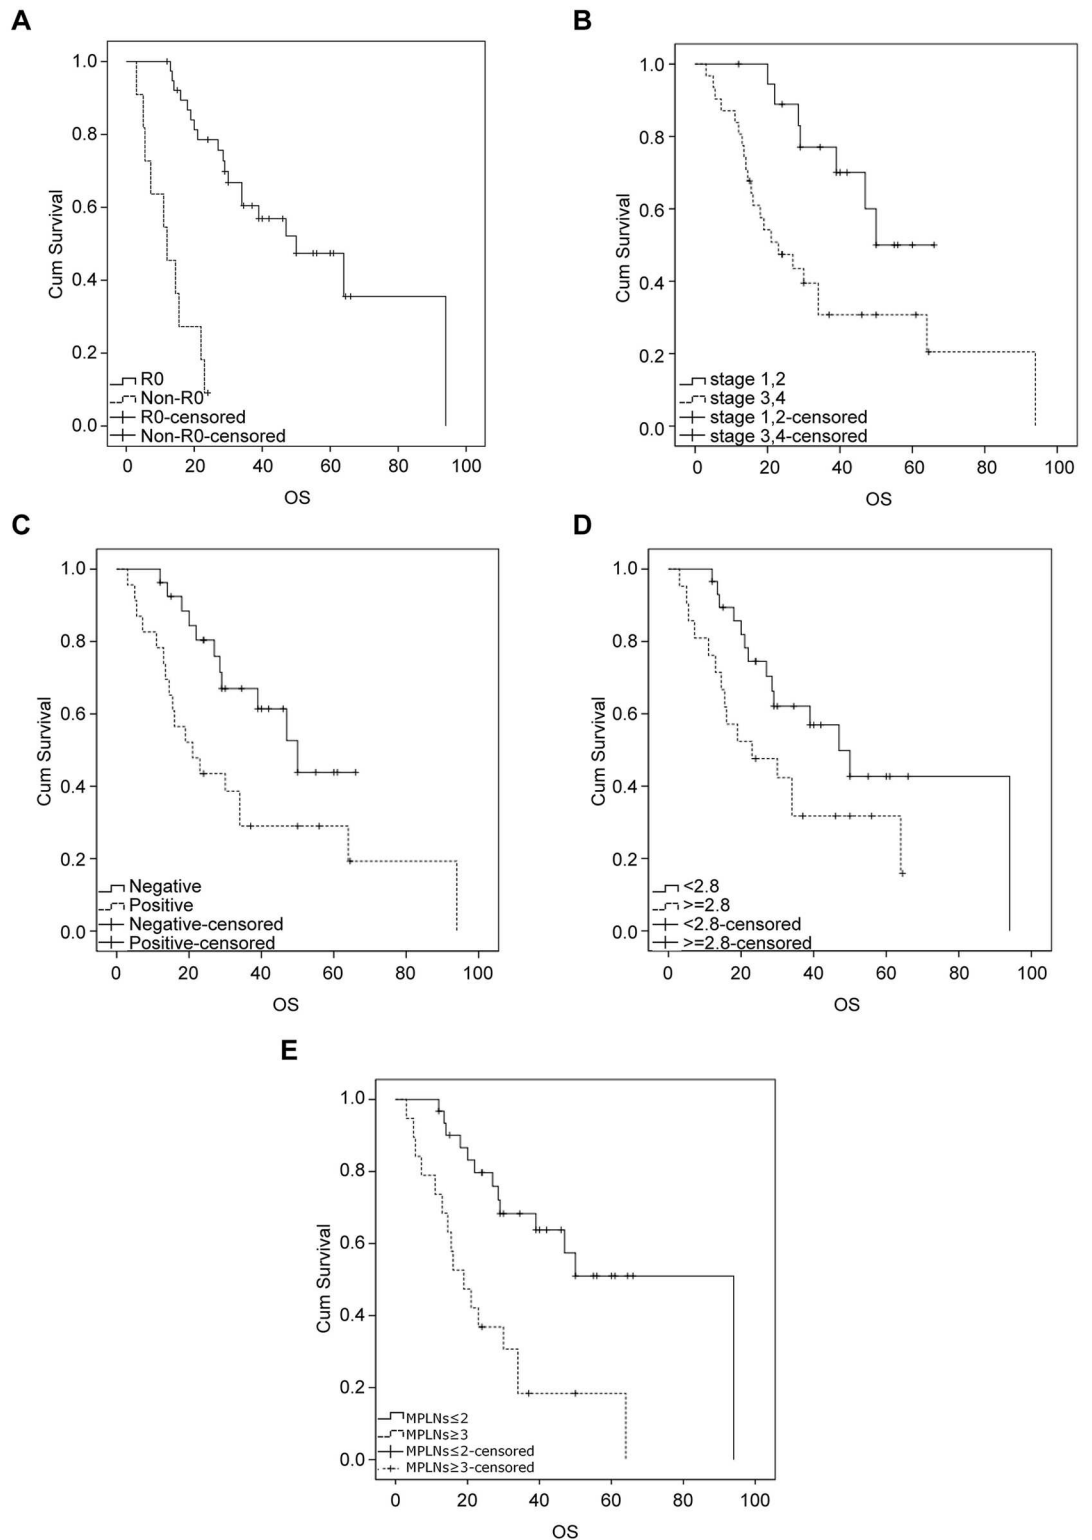 A
Cum Survival
1.0
0.8
0.6
0.4
0.2
0.0
R0
Non-R0
R0-censored
Non-R0-censored
0 20 40 60 80 100
OS
B
Cum Survival
1.0
0.8
0.6
0.4
0.2
0.0
stage 1,2
stage 3,4
stage 1,2-censored
stage 3,4-censored
0 20 40 60 80 100
OS
C
Cum Survival
1.0
0.8
0.6
0.4
0.2
0.0
Negative
Positive
Negative-censored
Positive-censored
0 20 40 60 80 100
OS
D
Cum Survival
1.0
0.8
0.6
0.4
0.2
0.0
<2.8
>=2.8
<2.8-censored
>=2.8-censored
0 20 40 60 80 100
OS
E
Cum Survival
1.0
0.8
0.6
0.4
0.2
0.0
MPLNs≤2
MPLNs≥3
MPLNs≤2-censored
MPLNs≥3-censored
0 20 40 60 80 100
OS